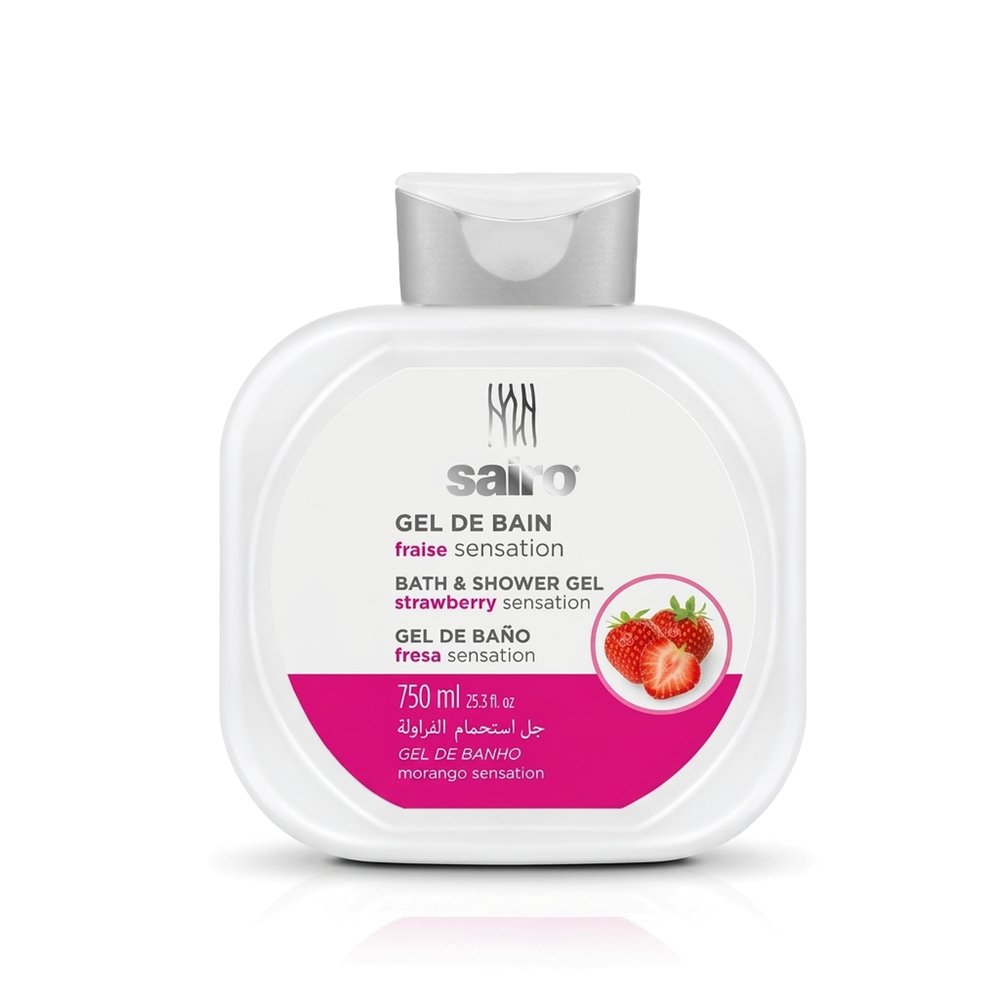 sairo®
GEL DE BAIN
fraise sensation
BATH & SHOWER GEL
strawberry sensation
GEL DE BAÑO
fresa sensation
750 ml 25.3 fl. oz
جل استحمام الفراولة
GEL DE BANHO
morango sensation